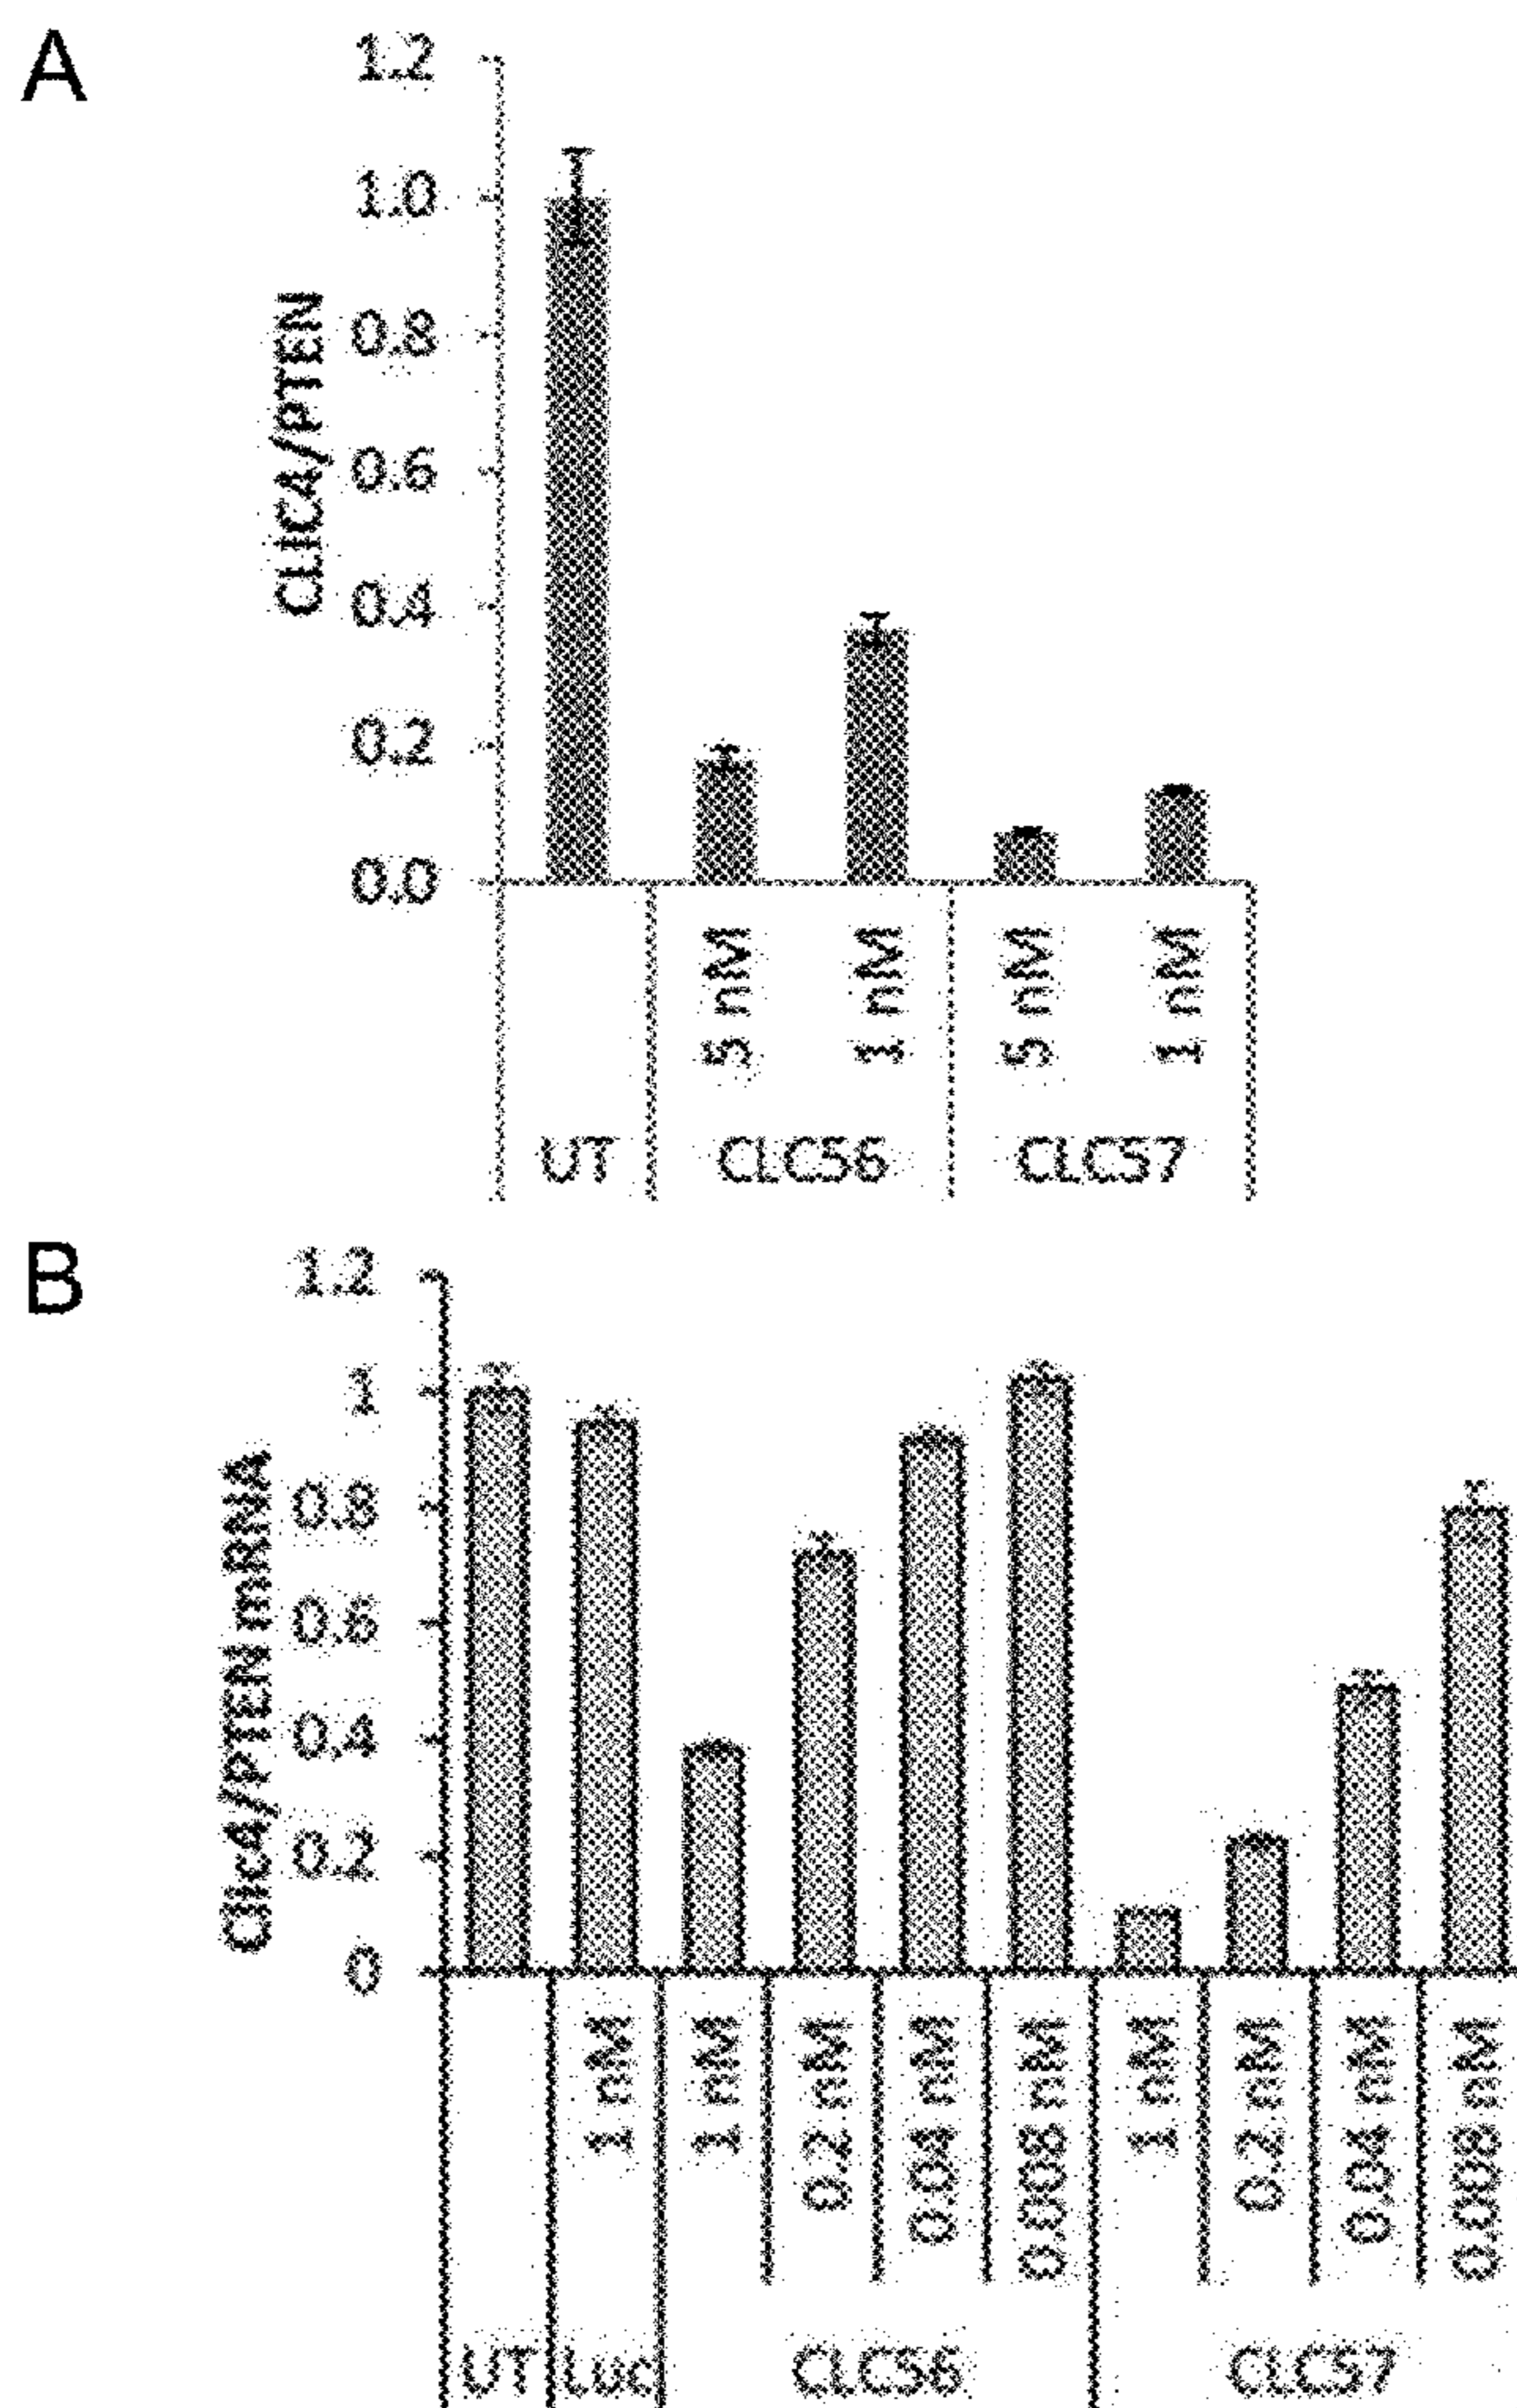 A
1.2
1.0
0.8
0.6
0.4
0.2
0.0
CLIC4/PTEN
5 nM
1 nM
5 nM
1 nM
UT
CLC56
CLC57
B
1.2
1
0.8
0.6
0.4
0.2
0
Clic4/PTEN mRNA
1 nM
1 nM
0.2 nM
0.04 nM
0.008 nM
1 nM
0.2 nM
0.04 nM
0.008 nM
UT
Luc
CLC56
CLC57